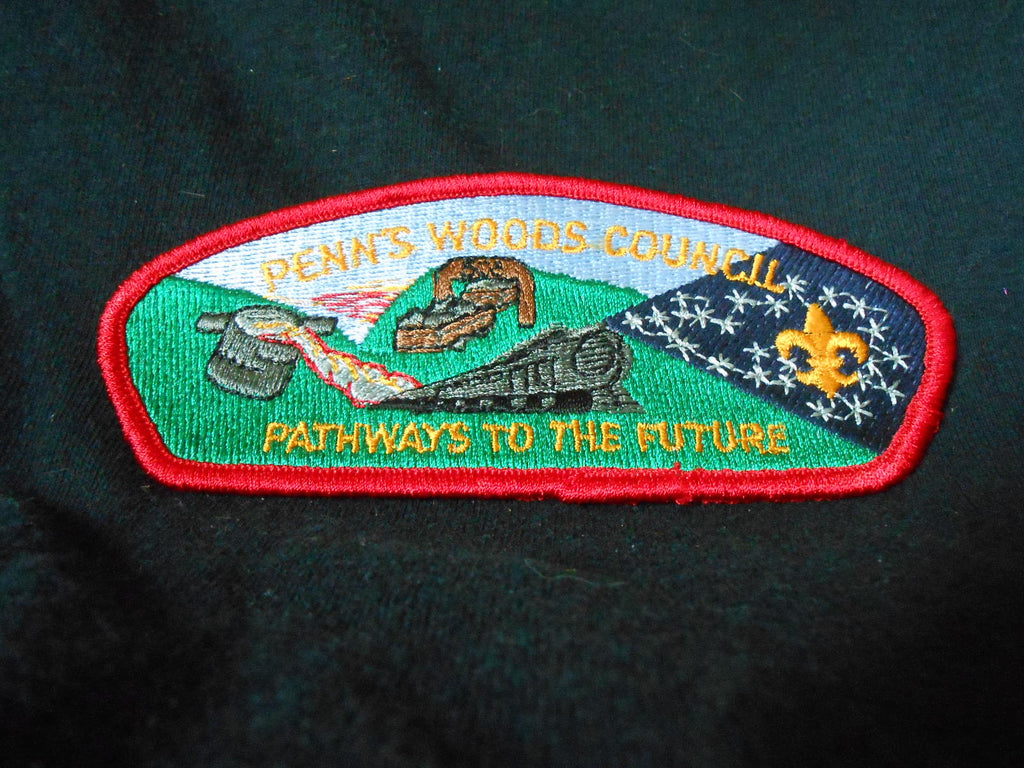 PENN'S WOODS COUNCIL
PATHWAYS TO THE FUTURE